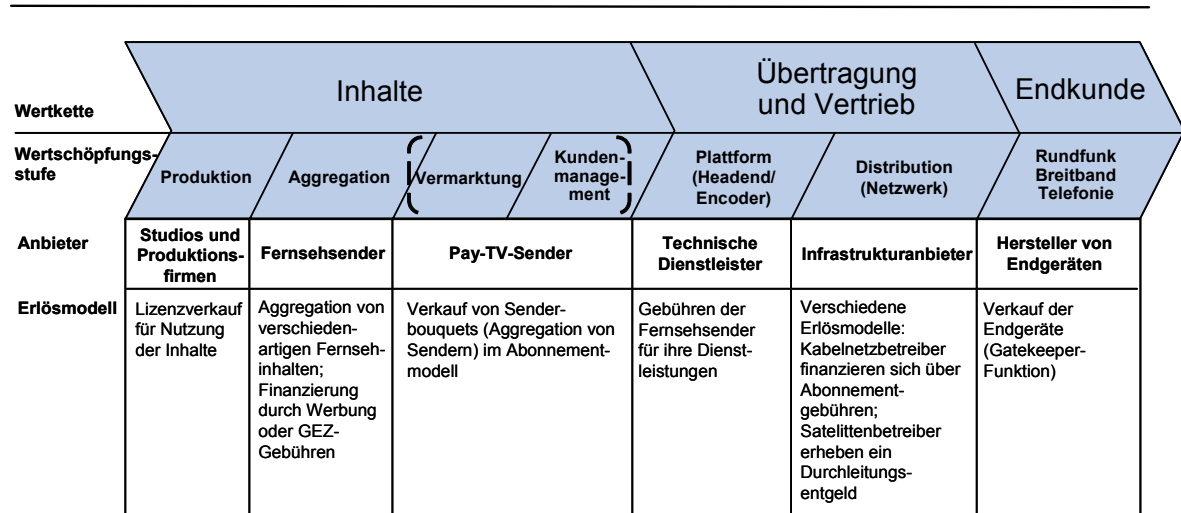 Wertkette
Inhalte
Übertragung
und Vertrieb
Endkunde
Wertschöpfungs-
stufe
Produktion
Aggregation
Vermarktung
Kunden-
manage-
ment
Plattform
(Headend/
Encoder)
Distribution
(Netzwerk)
Rundfunk
Breitband
Telefonie
Anbieter
Studios und
Produktions-
firmen
Fernsehsender
Pay-TV-Sender
Technische
Dienstleister
Infrastrukturanbieter
Hersteller von
Endgeräten
Erlösmodell
Lizenzverkauf
für Nutzung
der Inhalte
Aggregation von
verschieden-
artigen Fernseh-
inhalten;
Finanzierung
durch Werbung
oder GEZ-
Gebühren
Verkauf von Sender-
bouquets (Aggregation von
Sendern) im Abonnement-
modell
Gebühren der
Fernsehsender
für ihre Dienst-
leistungen
Verschiedene
Erlösmodelle:
Kabelnetzbetreiber
finanzieren sich über
Abonnement-
gebühren;
Satelittenbetreiber
erheben ein
Durchleitungs-
entgeld
Verkauf der
Endgeräte
(Gatekeeper-
Funktion)